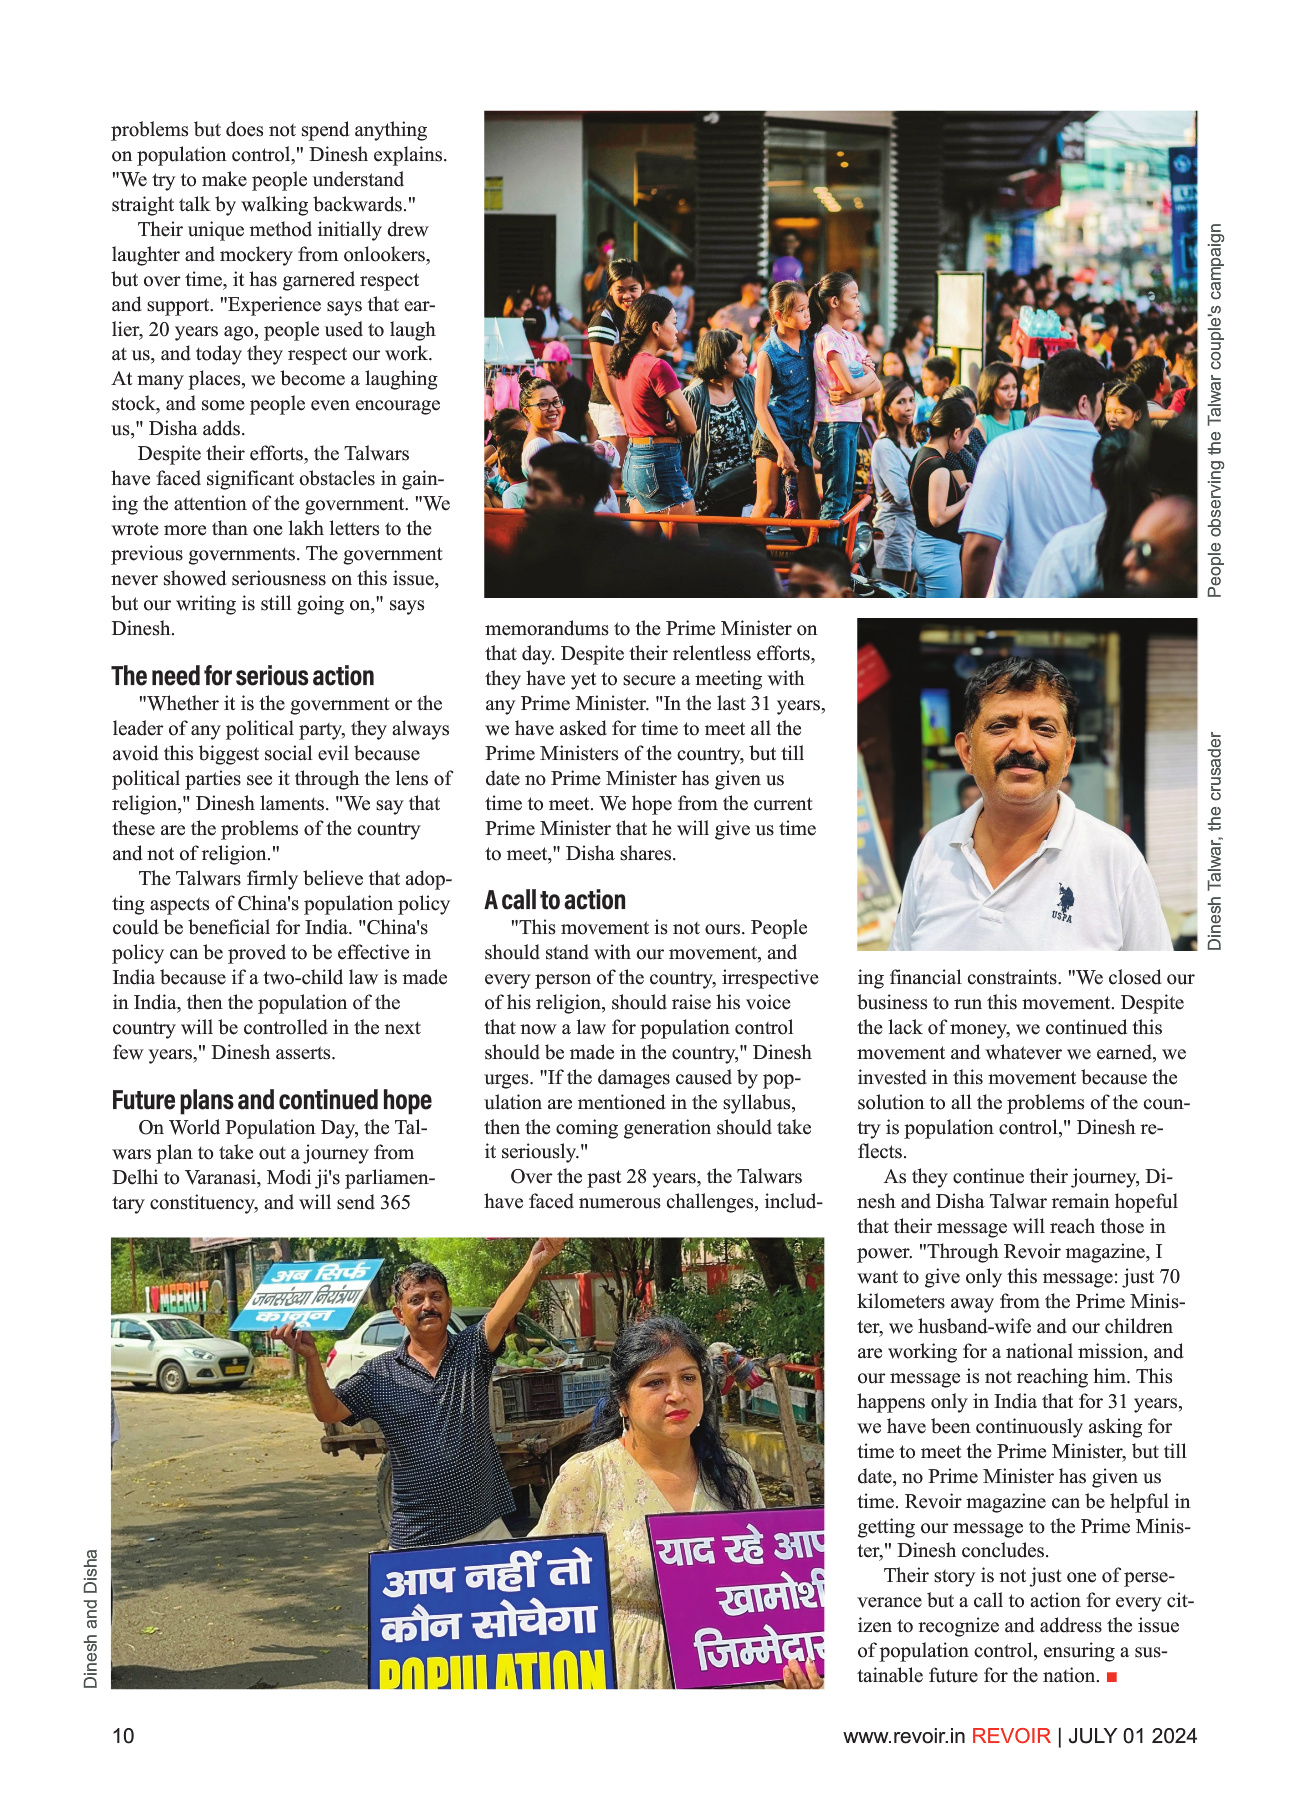 problems but does not spend anything
on population control," Dinesh explains.
"We try to make people understand
straight talk by walking backwards."
Their unique method initially drew
laughter and mockery from onlookers,
but over time, it has garnered respect
and support. "Experience says that ear-
lier, 20 years ago, people used to laugh
at us, and today they respect our work.
At many places, we become a laughing
stock, and some people even encourage
us," Disha adds.
Despite their efforts, the Talwars
have faced significant obstacles in gain-
ing the attention of the government. "We
wrote more than one lakh letters to the
previous governments. The government
never showed seriousness on this issue,
but our writing is still going on," says
Dinesh.
The need for serious action
"Whether it is the government or the
leader of any political party, they always
avoid this biggest social evil because
political parties see it through the lens of
religion," Dinesh laments. "We say that
these are the problems of the country
and not of religion."
The Talwars firmly believe that adop-
ting aspects of China's population policy
could be beneficial for India. "China's
policy can be proved to be effective in
India because if a two-child law is made
in India, then the population of the
country will be controlled in the next
few years," Dinesh asserts.
Future plans and continued hope
On World Population Day, the Tal-
wars plan to take out a journey from
Delhi to Varanasi, Modi ji's parliamen-
tary constituency, and will send 365
People observing the Talwar couple's campaign
memorandums to the Prime Minister on
that day. Despite their relentless efforts,
they have yet to secure a meeting with
any Prime Minister. "In the last 31 years,
we have asked for time to meet all the
Prime Ministers of the country, but till
date no Prime Minister has given us
time to meet. We hope from the current
Prime Minister that he will give us time
to meet," Disha shares.
A call to action
"This movement is not ours. People
should stand with our movement, and
every person of the country, irrespective
of his religion, should raise his voice
that now a law for population control
should be made in the country," Dinesh
urges. "If the damages caused by pop-
ulation are mentioned in the syllabus,
then the coming generation should take
it seriously."
Over the past 28 years, the Talwars
have faced numerous challenges, includ-
USPA
Dinesh Talwar, the crusader
ing financial constraints. "We closed our
business to run this movement. Despite
the lack of money, we continued this
movement and whatever we earned, we
invested in this movement because the
solution to all the problems of the coun-
try is population control," Dinesh re-
flects.
As they continue their journey, Di-
nesh and Disha Talwar remain hopeful
that their message will reach those in
power. "Through Revoir magazine, I
want to give only this message: just 70
kilometers away from the Prime Minis-
ter, we husband-wife and our children
are working for a national mission, and
our message is not reaching him. This
happens only in India that for 31 years,
we have been continuously asking for
time to meet the Prime Minister, but till
date, no Prime Minister has given us
time. Revoir magazine can be helpful in
getting our message to the Prime Minis-
ter," Dinesh concludes.
Their story is not just one of perse-
verance but a call to action for every cit-
izen to recognize and address the issue
of population control, ensuring a sus-
tainable future for the nation.
Dinesh and Disha
MEERUT
अब सिर्फ
जनसंख्या नियंत्रण
कानून
आप नहीं तो
कौन सोचेगा
POPULATION
याद रहे आप
खामोशी
जिम्मेदार
10
www.revoir.in REVOIR | JULY 01 2024